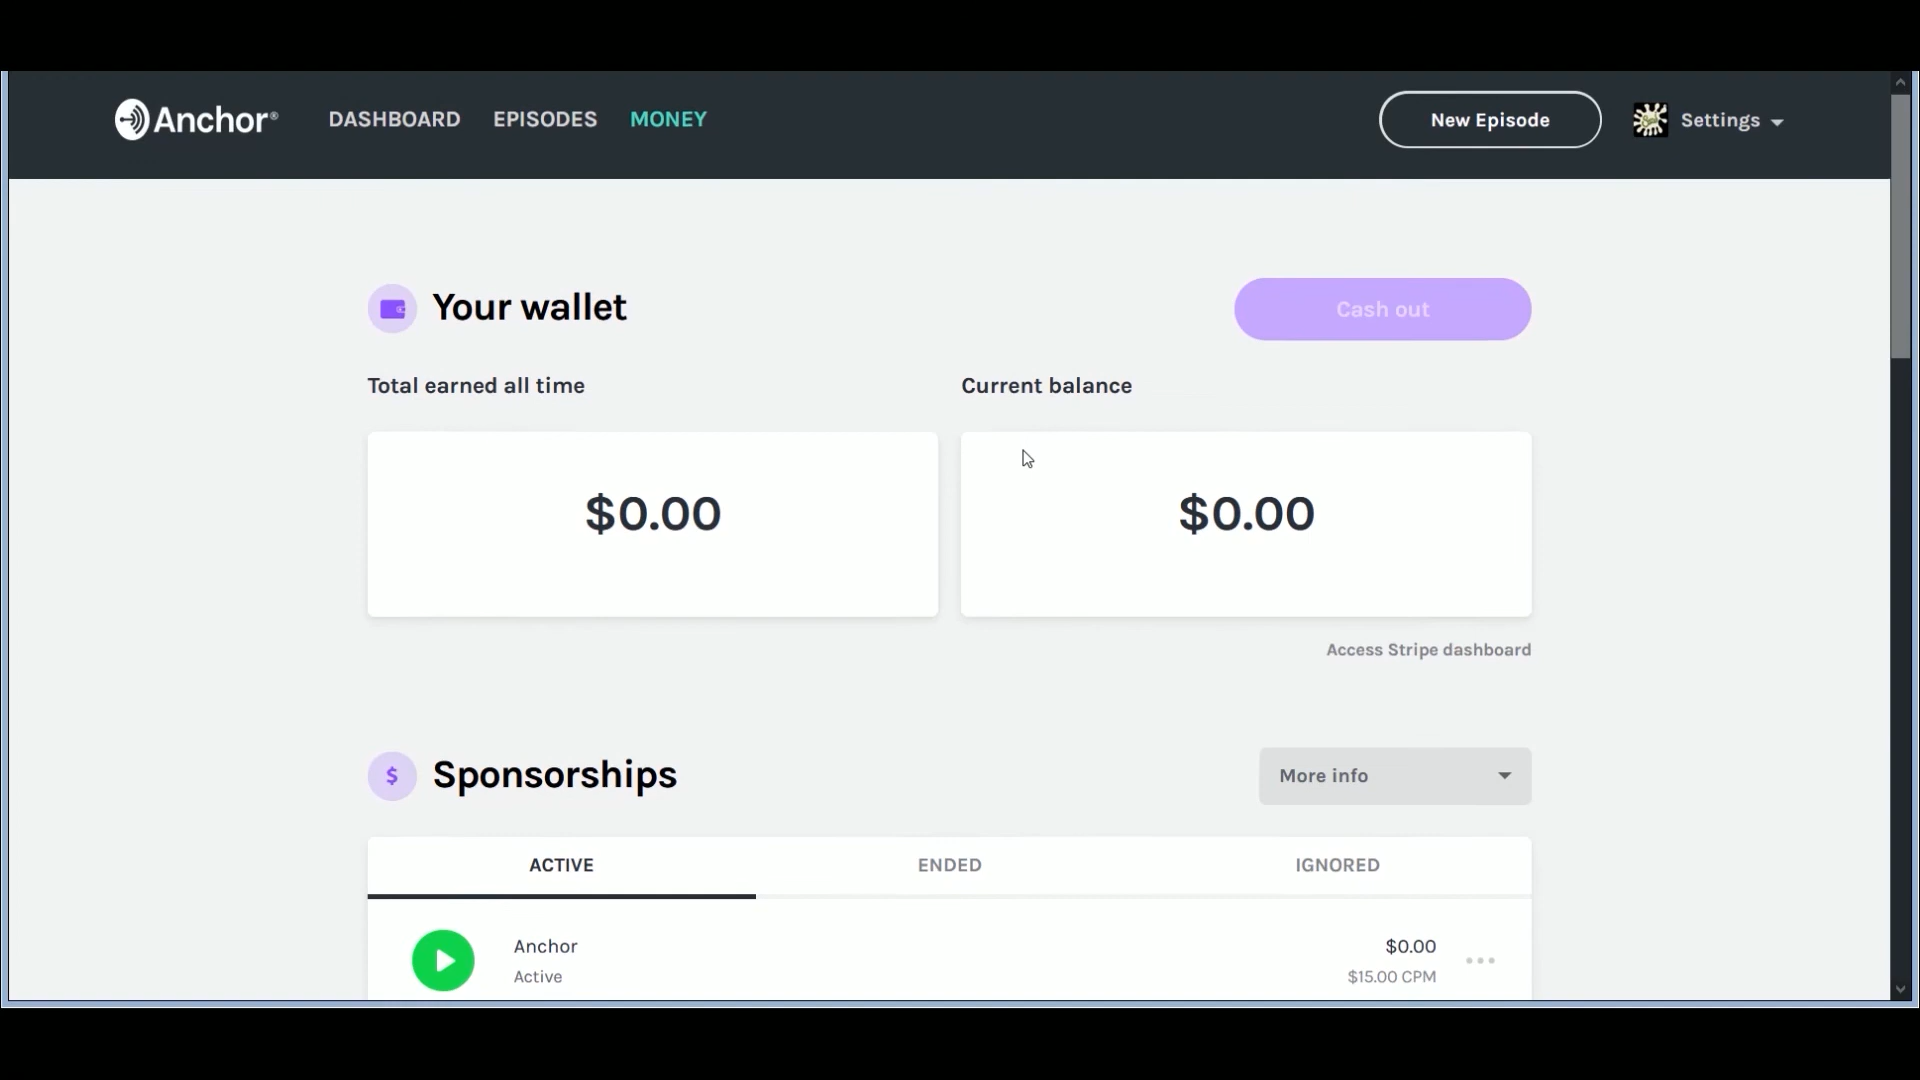 Anchor® DASHBOARD EPISODES MONEY New Episode Settings
Your wallet Cash out
Total earned all time Current balance
$0.00 $0.00
Access Stripe dashboard
$ Sponsorships More info
ACTIVE ENDED IGNORED
Anchor $0.00
Active $15.00 CPM